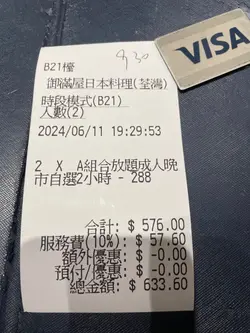 B21檯
9 30
VISA
御滿屋日本料理(荃灣)
時段模式(B21)
人數(2)
2024/06/11 19:29:53
2 X A組合放題成人晚
市自選2小時 - 288
合計: $ 576.00
服務費(10%): $ 57.60
額外優惠: $ -0.00
預付/優惠: $ -0.00
總金額: $ 633.60